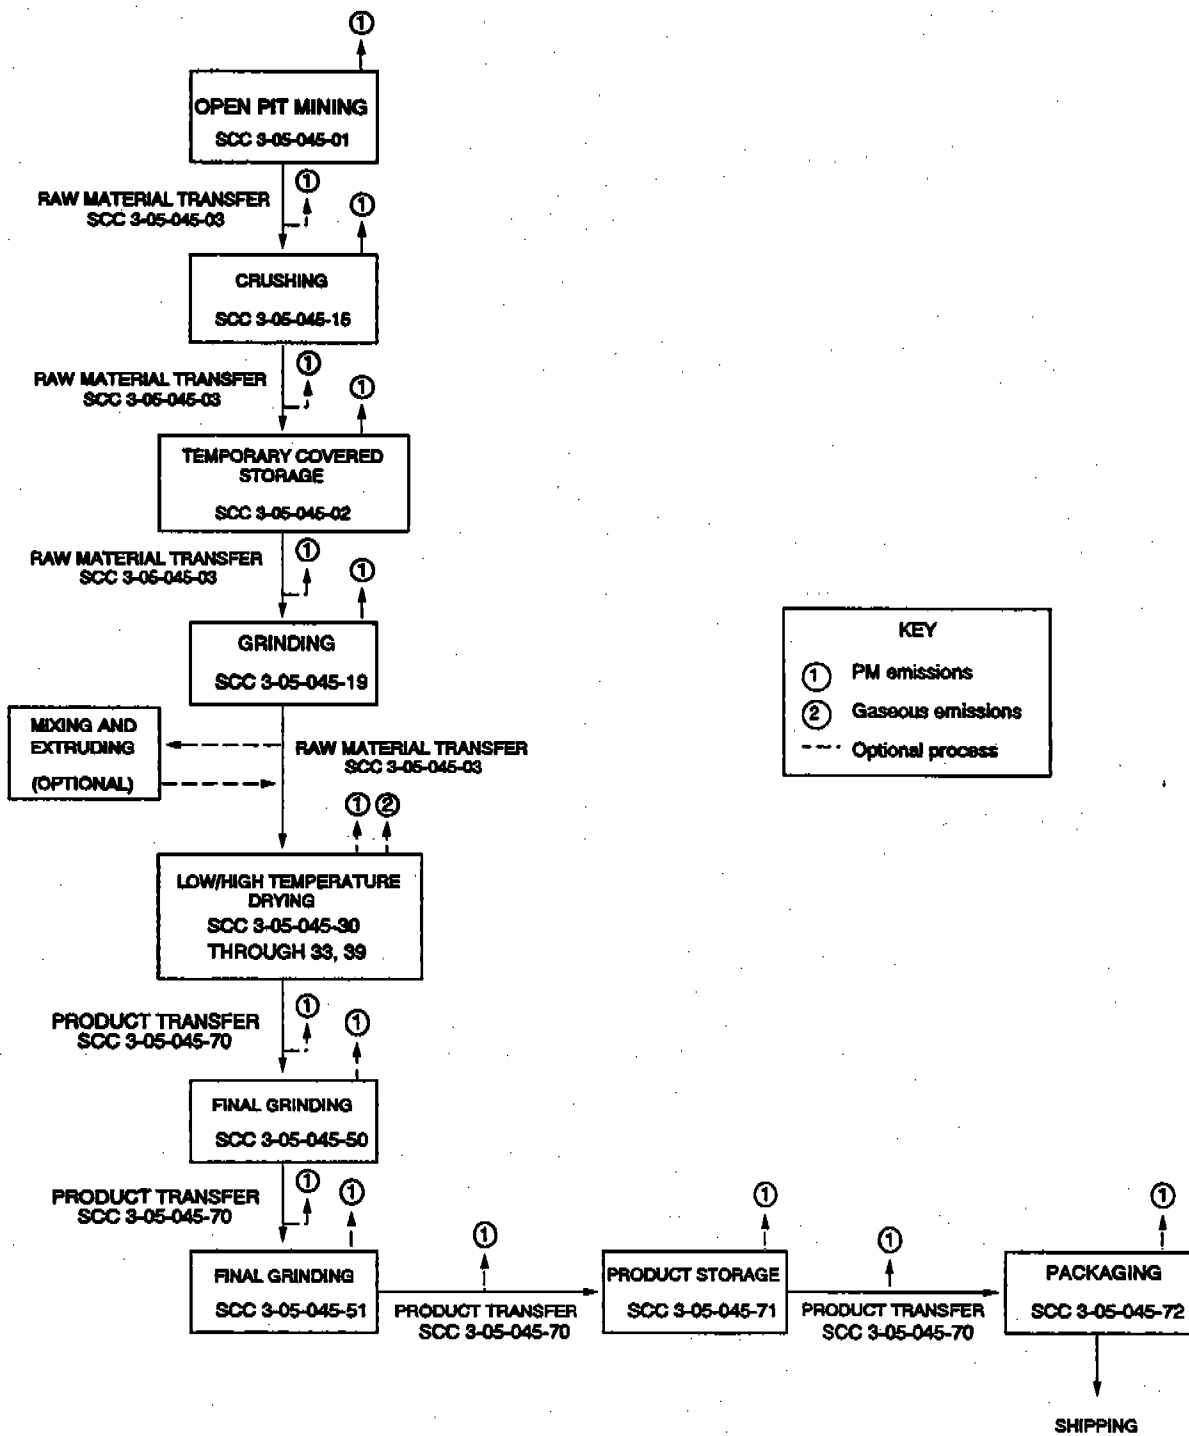 ①
OPEN PIT MINING
SCC 3-05-045-01
①
RAW MATERIAL TRANSFER
SCC 3-05-045-03
①
CRUSHING
SCC 3-05-045-15
①
RAW MATERIAL TRANSFER
SCC 3-05-045-03
①
TEMPORARY COVERED
STORAGE
SCC 3-05-045-02
①
RAW MATERIAL TRANSFER
SCC 3-05-045-03
①
GRINDING
SCC 3-05-045-19
MIXING AND
EXTRUDING
(OPTIONAL)
RAW MATERIAL TRANSFER
SCC 3-05-045-03
① ②
LOW/HIGH TEMPERATURE
DRYING
SCC 3-05-045-30
THROUGH 33, 39
①
PRODUCT TRANSFER
SCC 3-05-045-70
①
FINAL GRINDING
SCC 3-05-045-50
①
PRODUCT TRANSFER
SCC 3-05-045-70
①
FINAL GRINDING
SCC 3-05-045-51
①
PRODUCT TRANSFER
SCC 3-05-045-70
①
PRODUCT STORAGE
SCC 3-05-045-71
①
PRODUCT TRANSFER
SCC 3-05-045-70
①
PACKAGING
SCC 3-05-045-72
SHIPPING
KEY
① PM emissions
② Gaseous emissions
Optional process